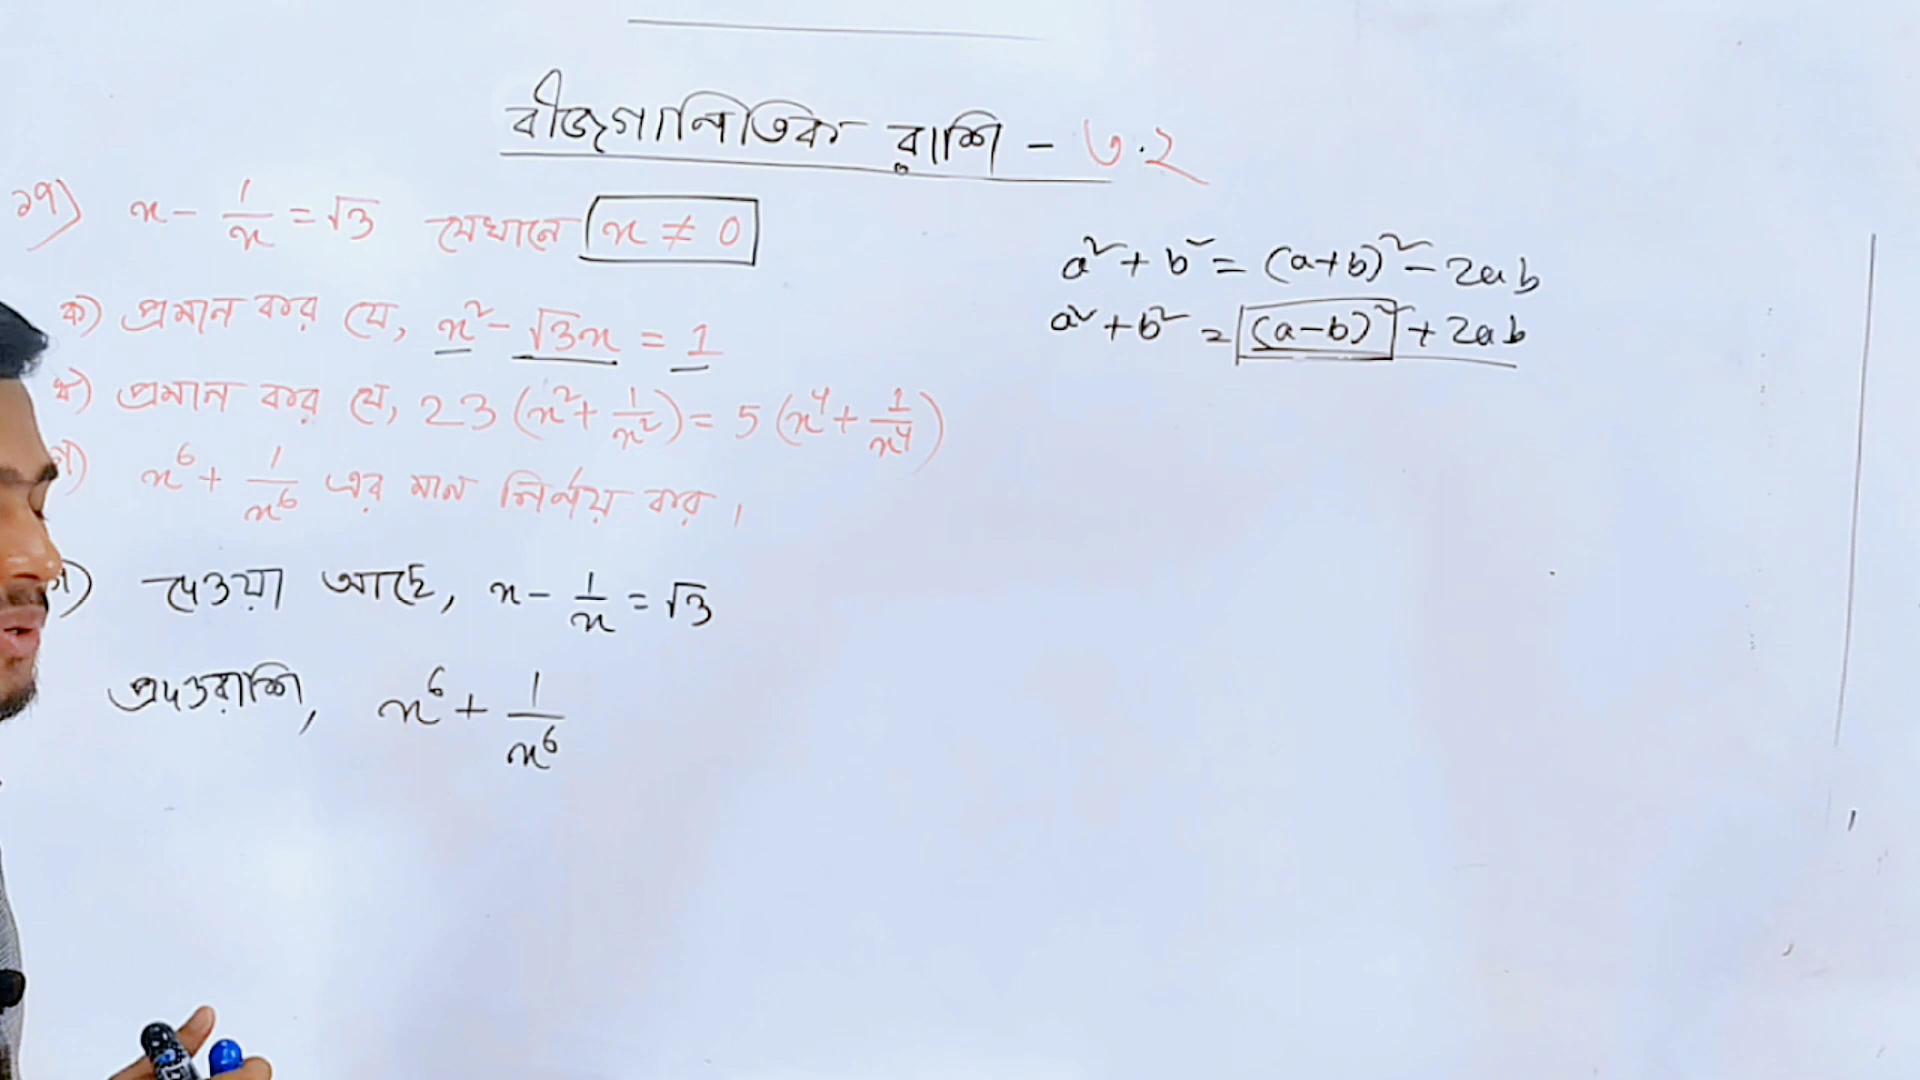 বীজগাণিতিক রাশি - ৩.২
১৭) x - 1/x = √3 যেখানে x ≠ 0
ক) প্রমান কর যে, x² - √3x = 1
খ) প্রমান কর যে, 23 (x² + 1/x²) = 5 (x⁴ + 1/x⁴)
গ) x⁶ + 1/x⁶ এর মান নির্ণয় কর।
গ) দেওয়া আছে, x - 1/x = √3
প্রদত্তরাশি, x⁶ + 1/x⁶
a² + b² = (a+b)² - 2ab
a² + b² = (a-b)² + 2ab